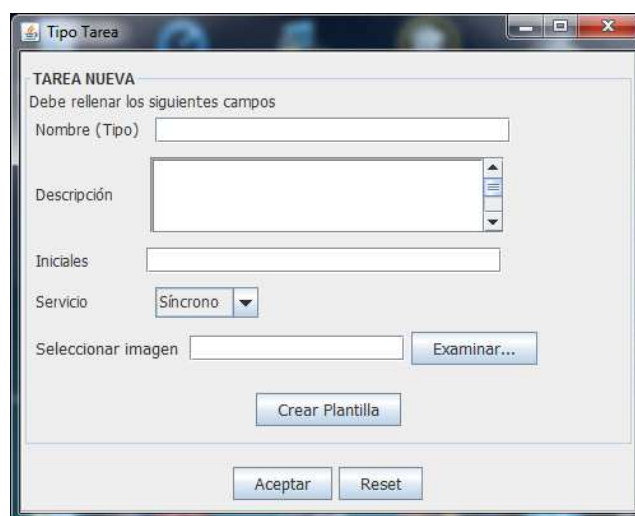 Tipo Tarea
TAREA NUEVA
Debe rellenar los siguientes campos
Nombre (Tipo)
Descripción
Iniciales
Servicio Síncrono
Seleccionar imagen Examinar...
Crear Plantilla
Aceptar Reset